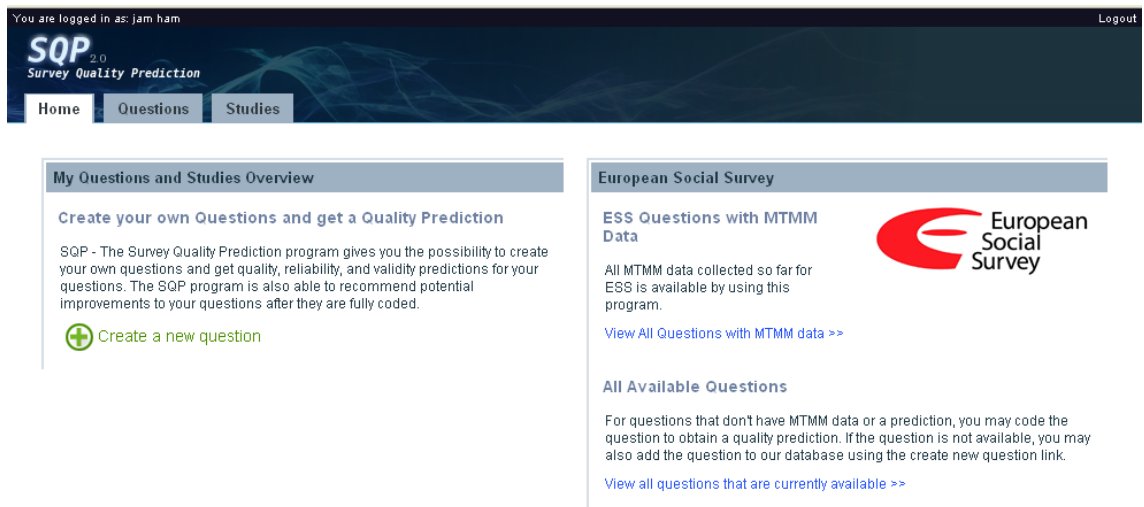 You are logged in as: jam ham
Logout
SQP 2.0
Survey Quality Prediction
Home
Questions
Studies
My Questions and Studies Overview
Create your own Questions and get a Quality Prediction
SQP - The Survey Quality Prediction program gives you the possibility to create
your own questions and get quality, reliability, and validity predictions for your
questions. The SQP program is also able to recommend potential
improvements to your questions after they are fully coded.
Create a new question
European Social Survey
ESS Questions with MTMM
Data
All MTMM data collected so far for
ESS is available by using this
program.
View All Questions with MTMM data >>
European
Social
Survey
All Available Questions
For questions that don't have MTMM data or a prediction, you may code the
question to obtain a quality prediction. If the question is not available, you may
also add the question to our database using the create new question link.
View all questions that are currently available >>